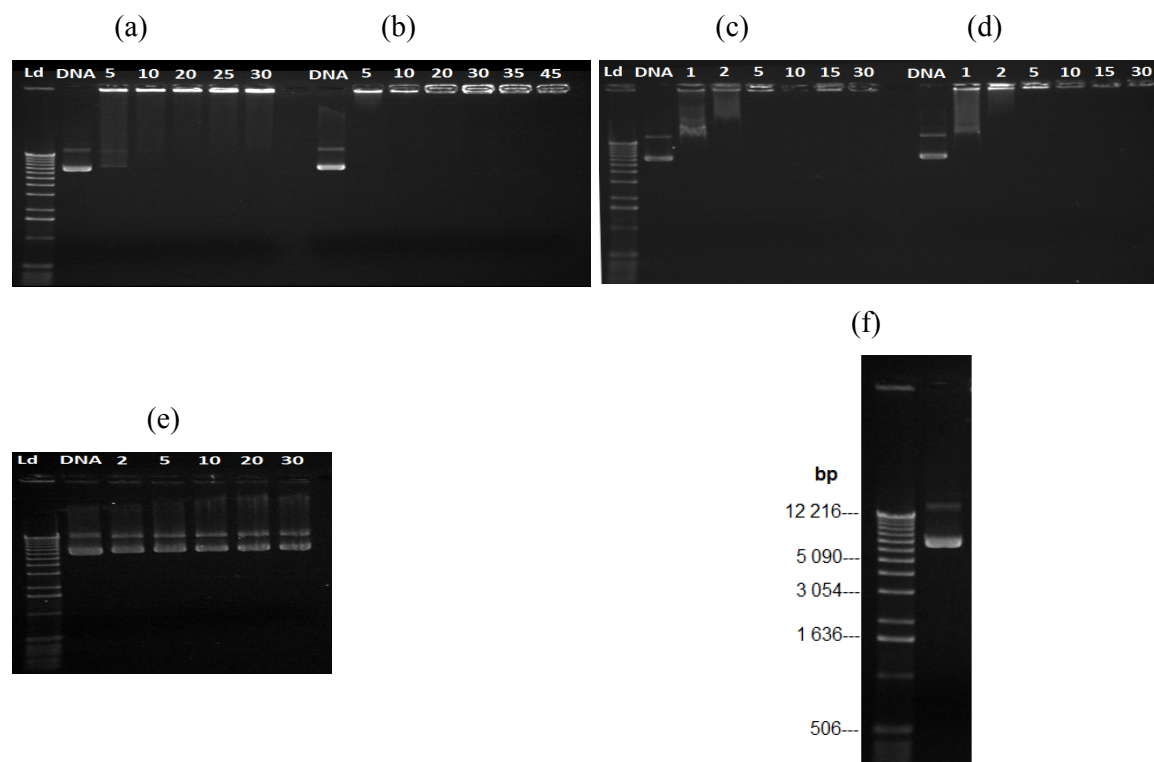 (a)
(b)
(c)
(d)
Ld DNA 5 10 20 25 30
DNA 5 10 20 30 35 45
Ld DNA 1 2 5 10 15 30
DNA 1 2 5 10 15 30
(f)
(e)
Ld DNA 2 5 10 20 30
bp
12 216---
5 090---
3 054---
1 636---
506---